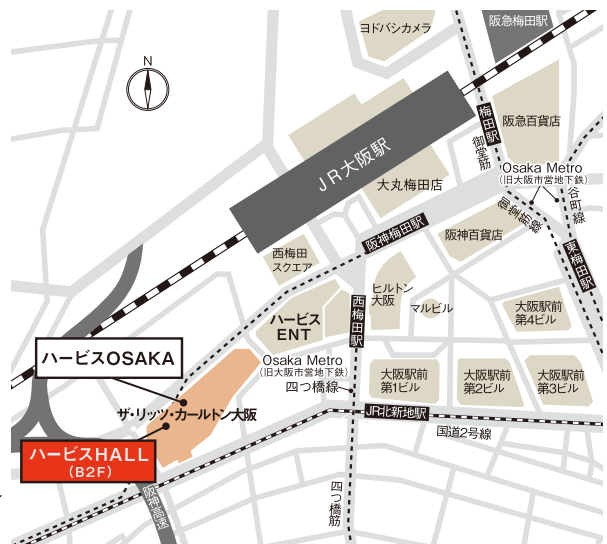 ヨドバシカメラ
阪急梅田駅
N
梅田駅
阪急百貨店
御堂筋
JR大阪駅
Osaka Metro
(旧大阪市営地下鉄)
大丸梅田店
谷町線
御堂筋線
阪神梅田駅
阪神百貨店
東梅田駅
西梅田
スクエア
ヒルトン
大阪
マルビル
大阪駅前
第4ビル
ハービス
ENT
西梅田駅
ハービスOSAKA
Osaka Metro
(旧大阪市営地下鉄)
四つ橋線
大阪駅前
第1ビル
大阪駅前
第2ビル
大阪駅前
第3ビル
ザ・リッツ・カールトン大阪
JR北新地駅
国道2号線
ハービスHALL
(B2F)
阪神高速
四つ橋筋